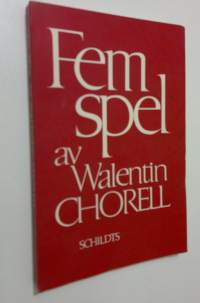 Fem
spel
av
Walentin
CHORELL
SCHILDTS